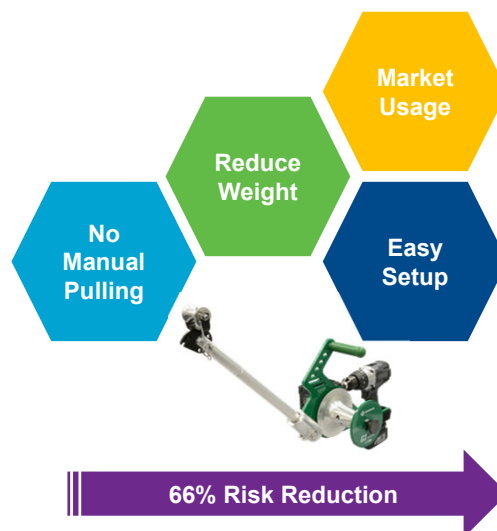 Market
Usage
Reduce
Weight
No
Manual
Pulling
Easy
Setup
66% Risk Reduction